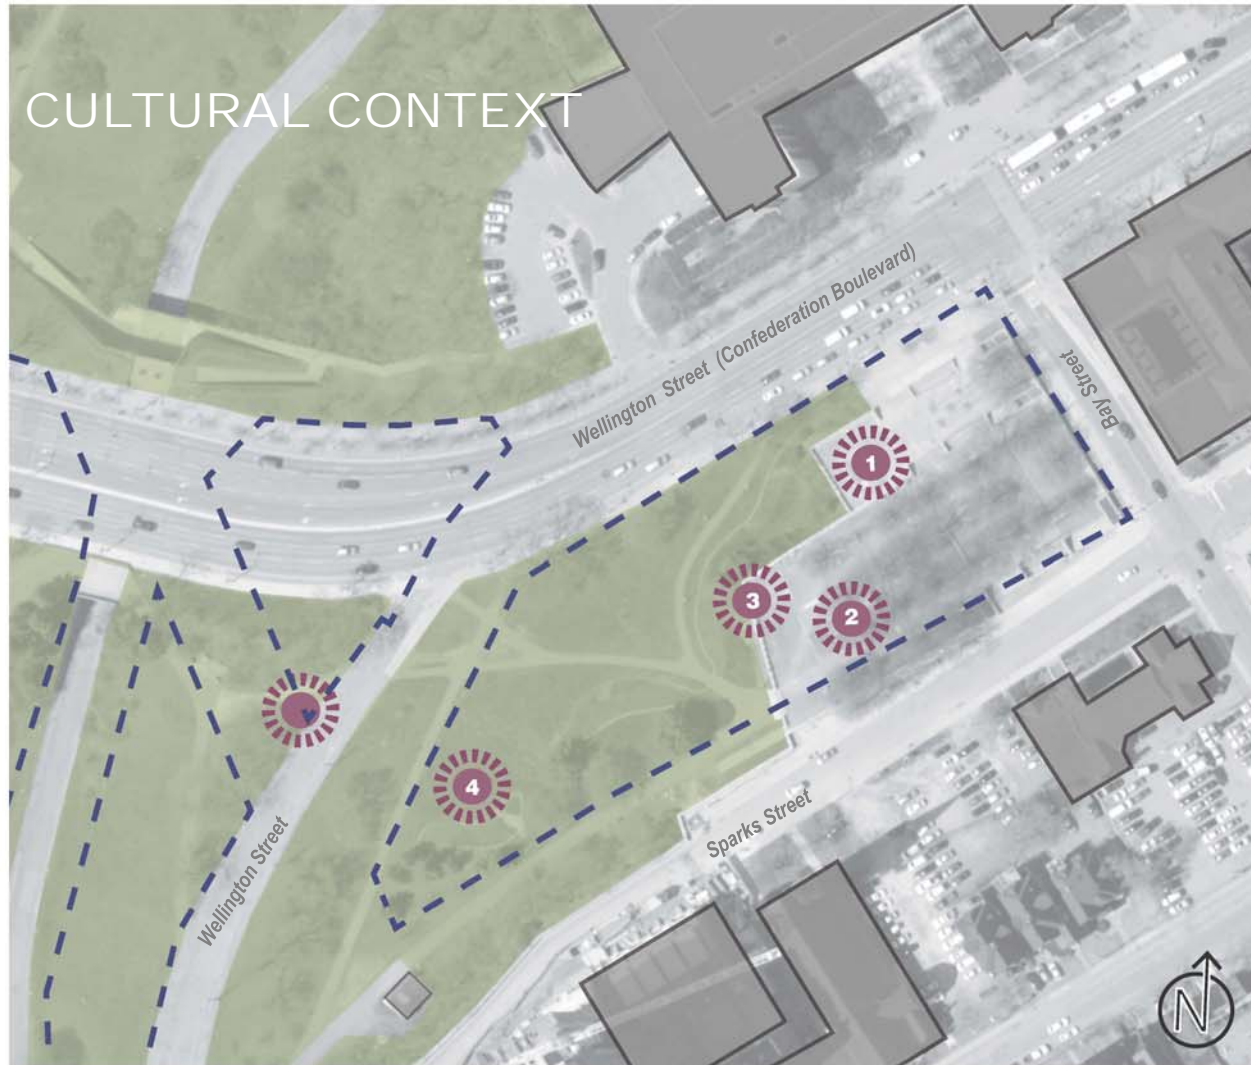 CULTURAL CONTEXT
Wellington Street (Confederation Boulevard)
Bay Street
1
3
2
4
Wellington Street
Sparks Street
N